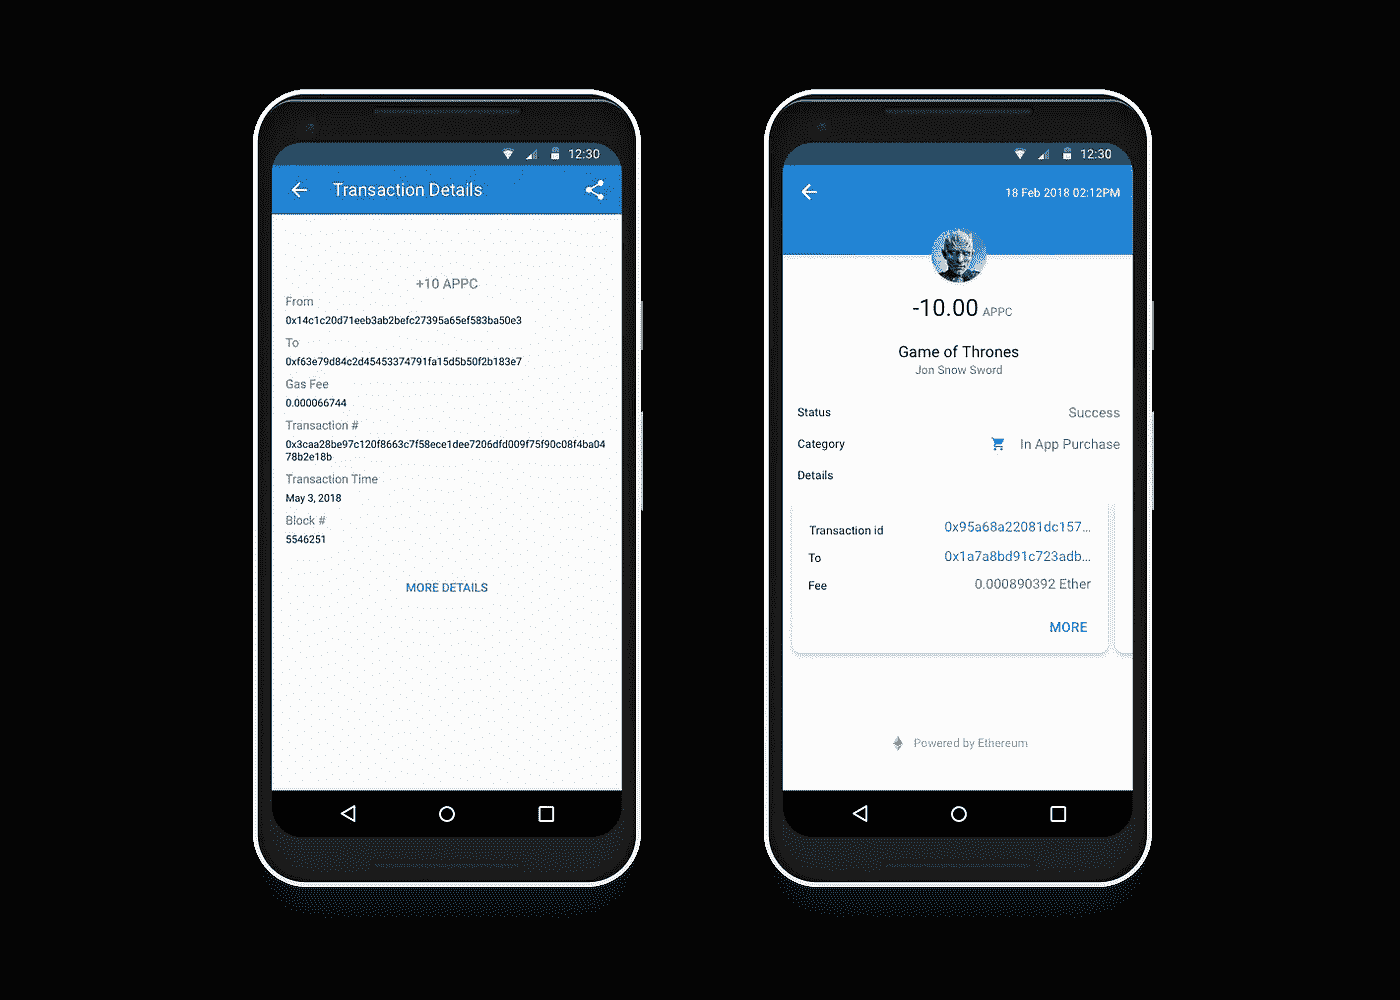 12:30
Transaction Details
+10 APPC
From
0x14c1c20d71eeb3ab2befc27395a65ef583ba50e3
To
0xf63e79d84c2d45453374791fa15d5b50f2b183e7
Gas Fee
0.000066744
Transaction #
0x3caa28be97c120f8663c7f58ece1dee7206dfd009f75f90c08f4ba04
78b2e18b
Transaction Time
May 3, 2018
Block #
5546251
MORE DETAILS
12:30
18 Feb 2018 02:12PM
-10.00 APPC
Game of Thrones
Jon Snow Sword
Status Success
Category In App Purchase
Details
Transaction id 0x95a68a22081dc157...
To 0x1a7a8bd91c723adb...
Fee 0.000890392 Ether
MORE
Powered by Ethereum